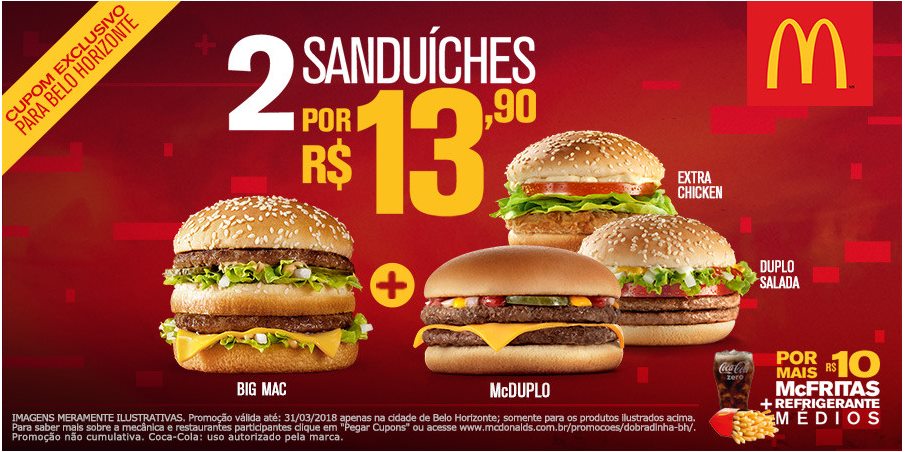 CUPOM EXCLUSIVO
PARA BELO HORIZONTE
2 SANDUÍCHES
POR
R$ 13,90
EXTRA
CHICKEN
DUPLO
SALADA
BIG MAC
McDUPLO
Coca-Cola
zero
POR
MAIS R$ 10
McFRITAS
+ REFRIGERANTE
MÉDIOS
IMAGENS MERAMENTE ILUSTRATIVAS. Promoção válida até: 31/03/2018 apenas na cidade de Belo Horizonte; somente para os produtos ilustrados acima.
Para saber mais sobre a mecânica e restaurantes participantes clique em "Pegar Cupons" ou acesse www.mcdonalds.com.br/promocoes/dobradinha-bh/.
Promoção não cumulativa. Coca-Cola: uso autorizado pela marca.